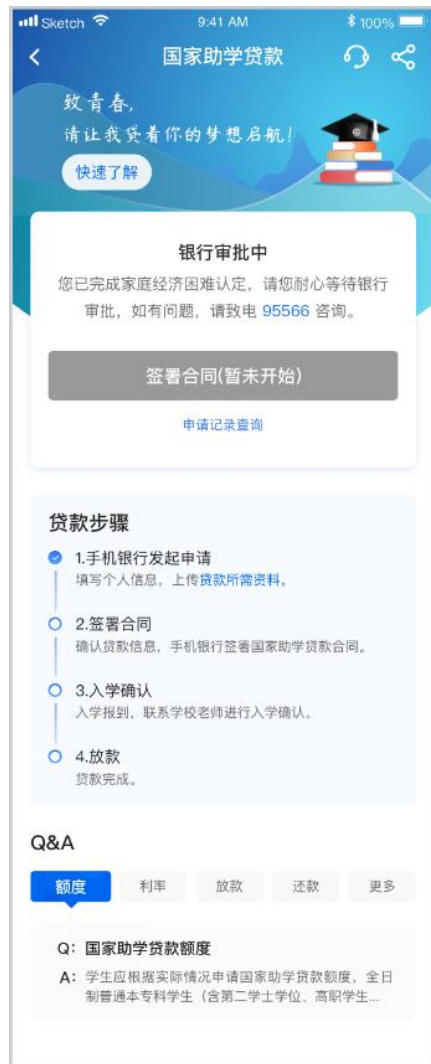 Sketch 9:41 AM 100%
国家助学贷款
致青春,
请让我贷着你的梦想启航!
快速了解
银行审批中
您已完成家庭经济困难认定，请您耐心等待银行
审批，如有问题，请致电 95566 咨询。
签署合同(暂未开始)
申请记录查询
贷款步骤
1.手机银行发起申请
填写个人信息，上传贷款所需资料。
2.签署合同
确认贷款信息，手机银行签署国家助学贷款合同。
3.入学确认
入学报到，联系学校老师进行入学确认。
4.放款
贷款完成。
Q&A
额度 利率 放款 还款 更多
Q: 国家助学贷款额度
A: 学生应根据实际情况申请国家助学贷款额度，全日
制普通本专科学生（含第二学士学位、高职学生...